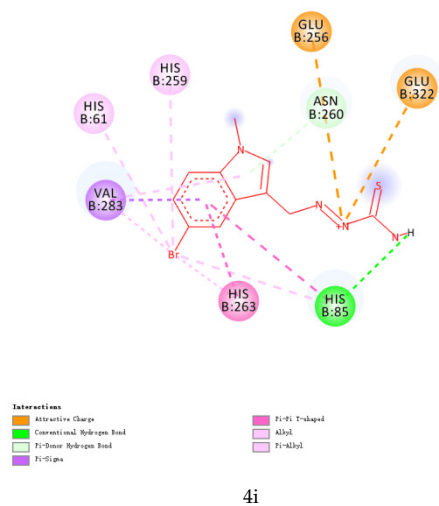 GLU
B:256
HIS
B:259
GLU
B:322
HIS
B:61
ASN
B:260
N
VAL
B:283
S
N
N
+
N
H
Br
HIS
B:263
HIS
B:85
Interactions
Attractive Charge
Conventional Hydrogen Bond
Pi-Donor Hydrogen Bond
Pi-Sigma
Pi-Pi T-shaped
Alkyl
Pi-Alkyl
4i